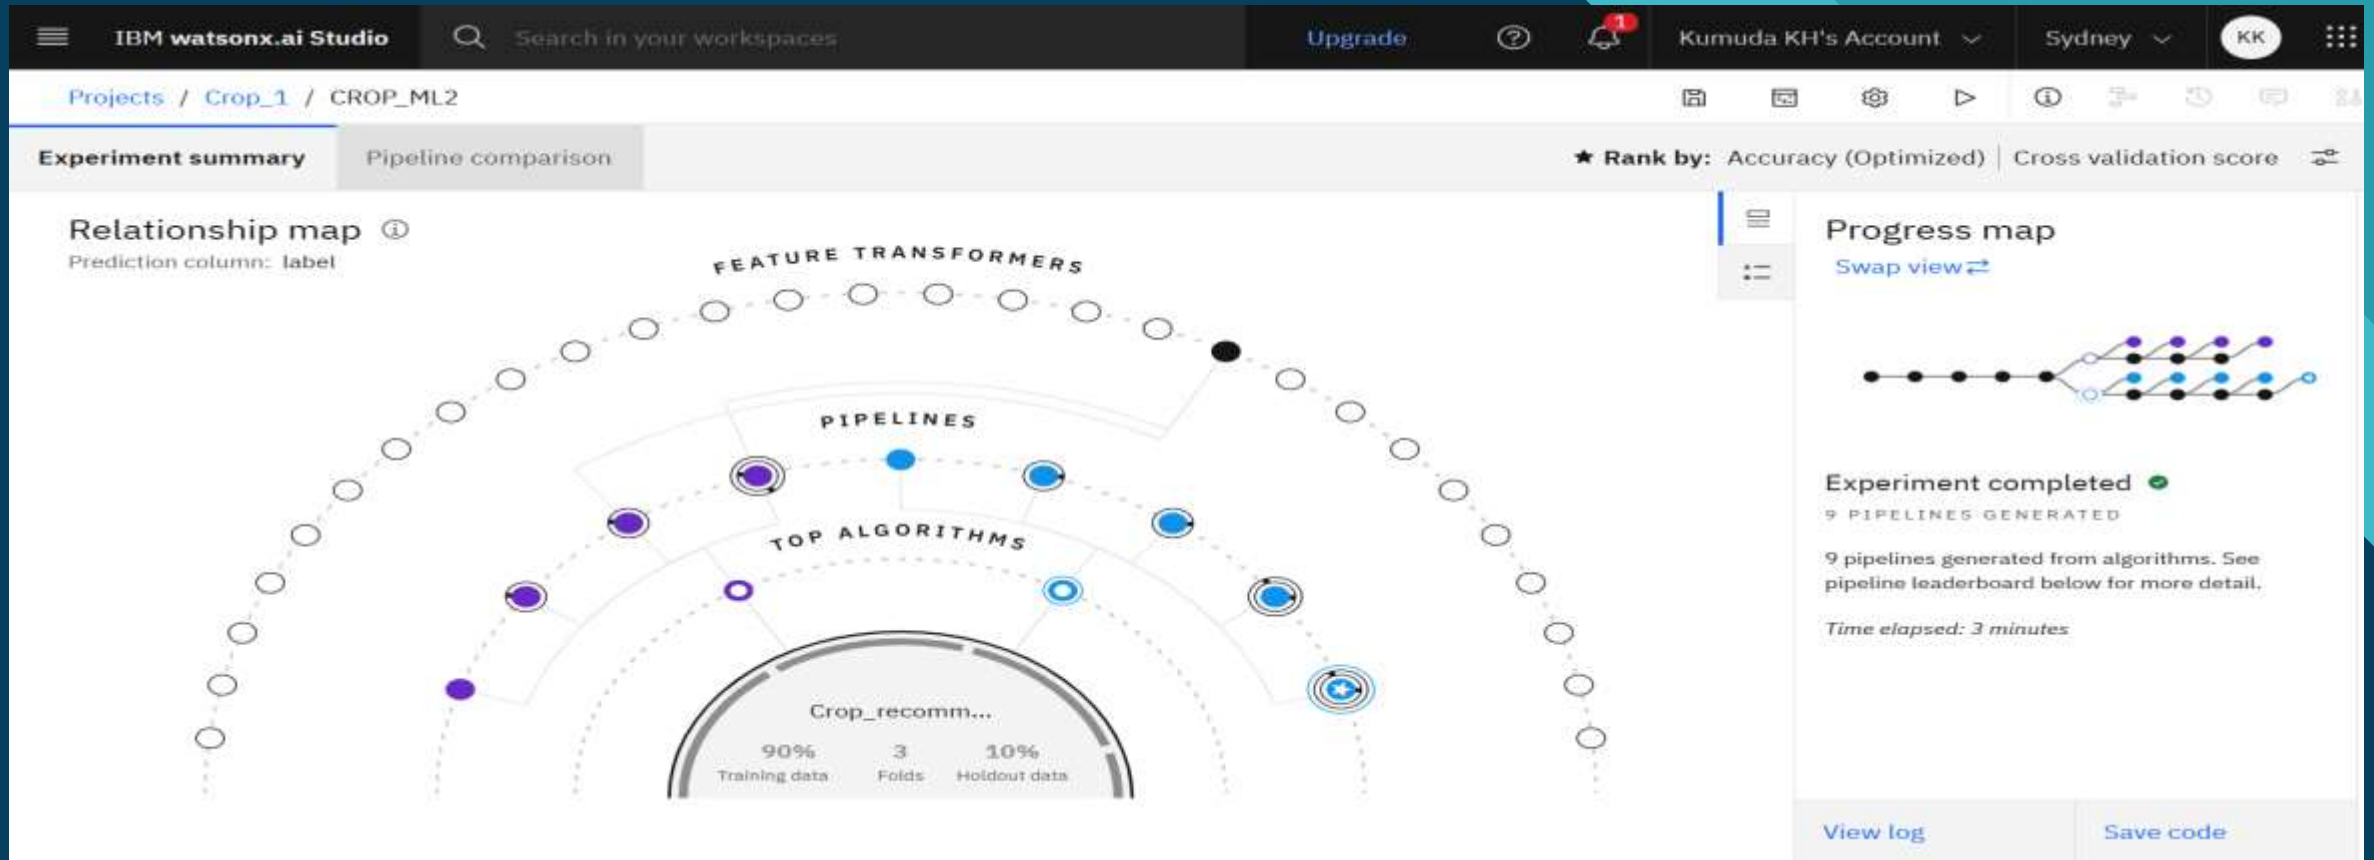 IBM watsonx.ai Studio
Search in your workspaces
Upgrade
1
Kumuda KH's Account
Sydney
KK
Projects / Crop_1 / CROP_ML2
Experiment summary
Pipeline comparison
★ Rank by: Accuracy (Optimized) | Cross validation score
Relationship map
Prediction column: label
FEATURE TRANSFORMERS
PIPELINES
TOP ALGORITHMS
Crop_recomm...
90% 3 10%
Training data Folds Holdout data
Progress map
Swap view
Experiment completed
9 PIPELINES GENERATED
9 pipelines generated from algorithms. See
pipeline leaderboard below for more detail.
Time elapsed: 3 minutes
View log
Save code